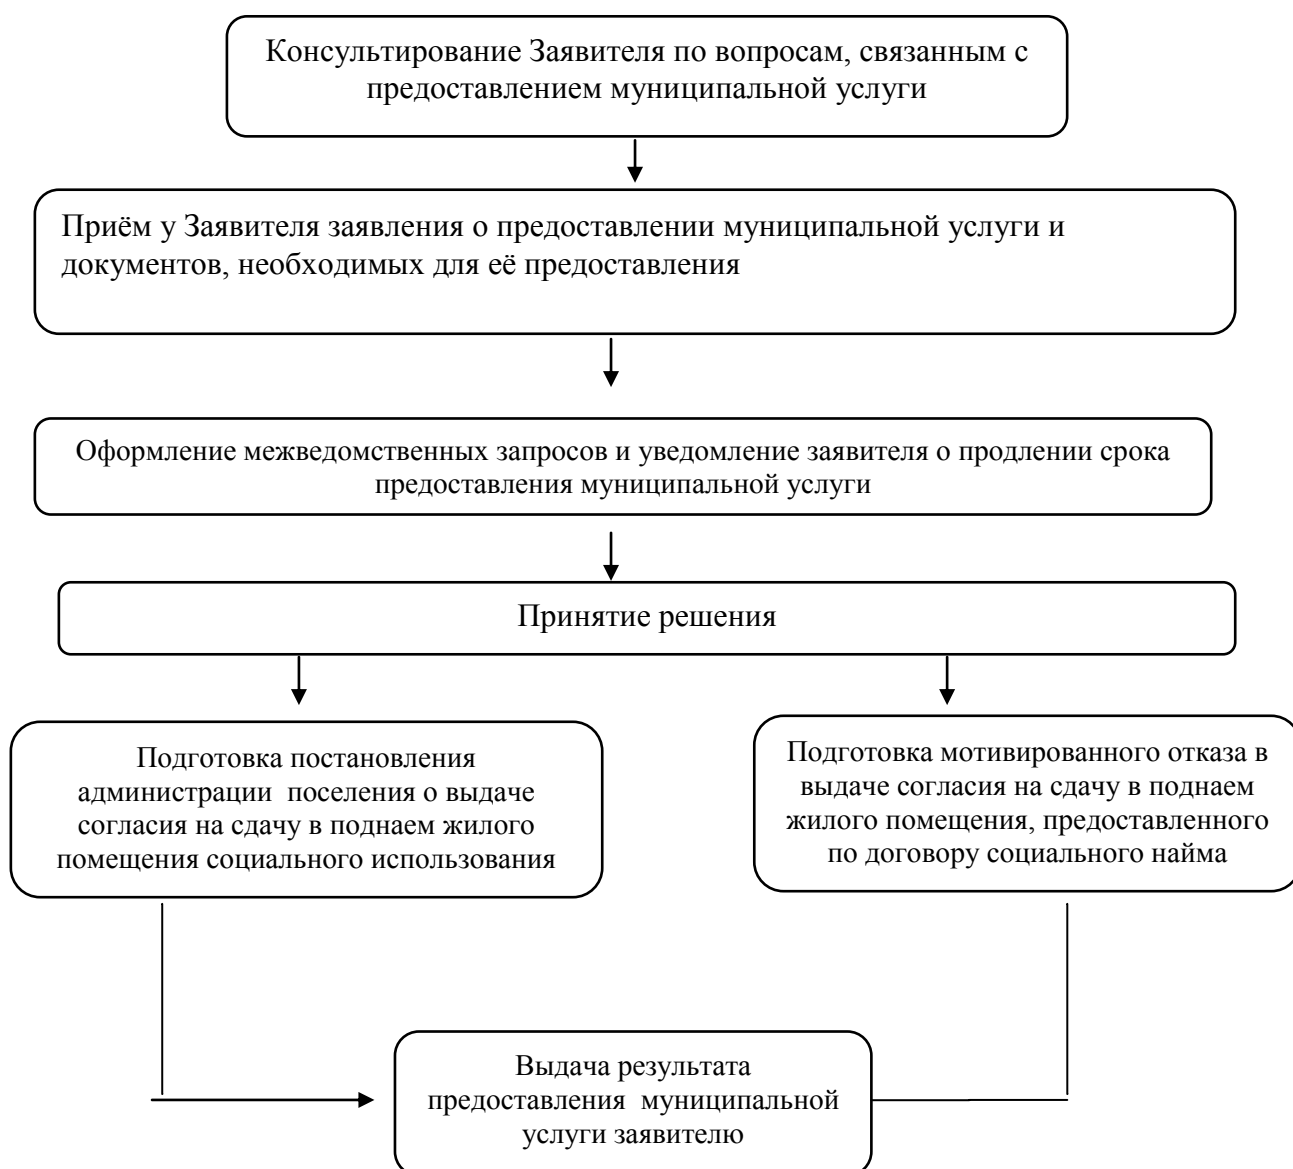 Консультирование Заявителя по вопросам, связанным с
предоставлением муниципальной услуги
Приём у Заявителя заявления о предоставлении муниципальной услуги и
документов, необходимых для её предоставления
Оформление межведомственных запросов и уведомление заявителя о продлении срока
предоставления муниципальной услуги
Принятие решения
Подготовка постановления
администрации поселения о выдаче
согласия на сдачу в поднаем жилого
помещения социального использования
Подготовка мотивированного отказа в
выдаче согласия на сдачу в поднаем
жилого помещения, предоставленного
по договору социального найма
Выдача результата
предоставления муниципальной
услуги заявителю